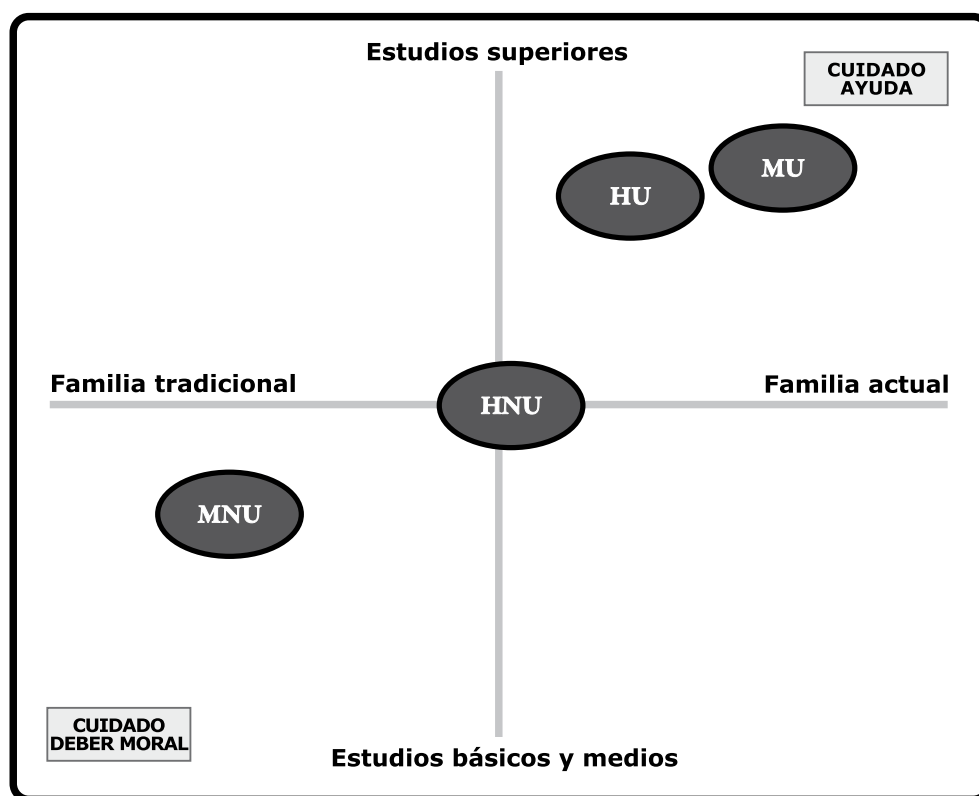 Estudios superiores
CUIDADO
AYUDA
MU
HU
Familia tradicional
Familia actual
HNU
MNU
CUIDADO
DEBER MORAL
Estudios básicos y medios